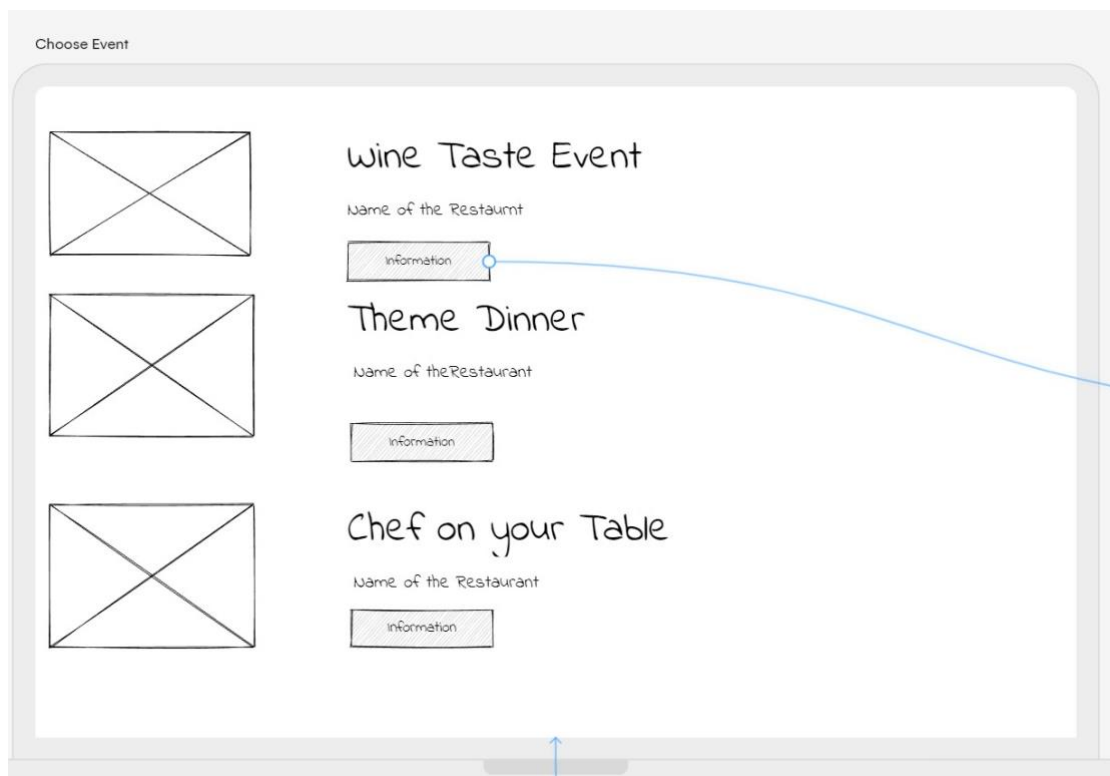 Choose Event
Wine Taste Event
Name of the Restaurnt
Information
Theme Dinner
Name of theRestaurant
Information
Chef on your Table
Name of the Restaurant
Information